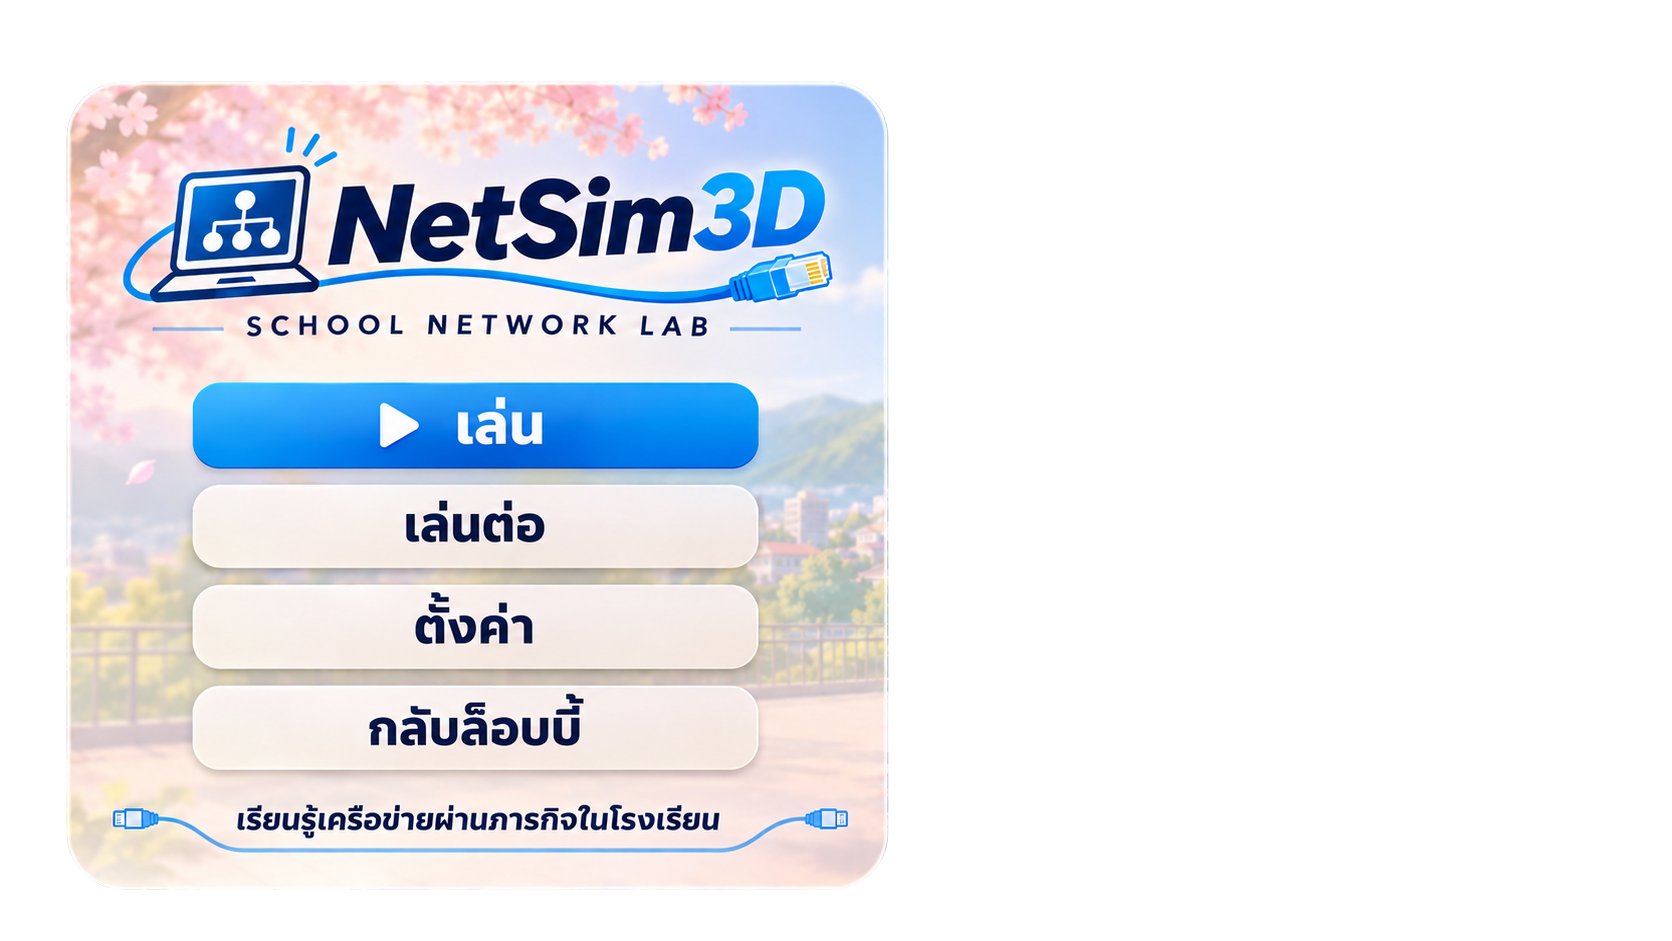 NetSim3D
SCHOOL NETWORK LAB
เล่น
เล่นต่อ
ตั้งค่า
กลับล็อบบี้
เรียนรู้เครือข่ายผ่านภารกิจในโรงเรียน